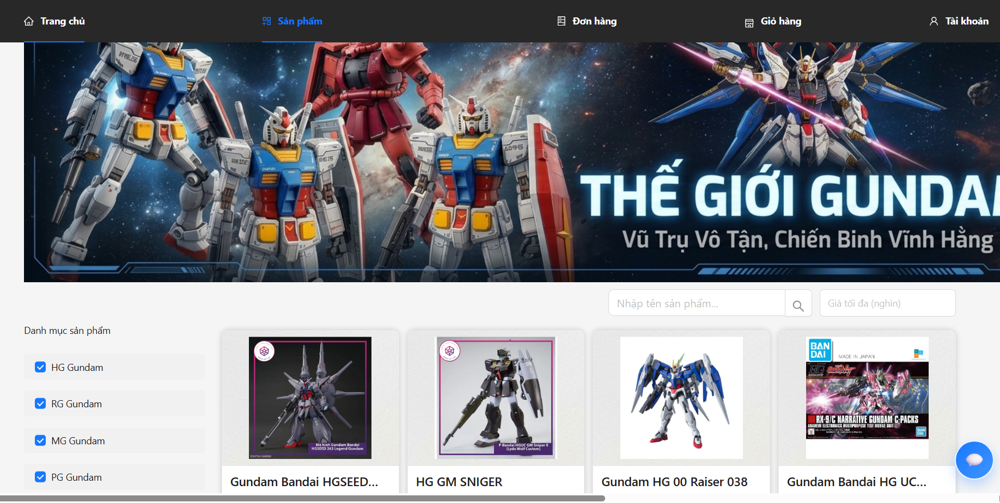 Trang chủ
Sản phẩm
Đơn hàng
Giỏ hàng
Tài khoản
THẾ GIỚI GUNDAM
Vũ Trụ Vô Tận, Chiến Binh Vĩnh Hằng
Nhập tên sản phẩm...
Giá tối đa (nghìn)
Danh mục sản phẩm
HG Gundam
RG Gundam
MG Gundam
PG Gundam
Mô hình Gundam Bandai
HGSEED 263 Legend Gundam
Gundam Bandai HGSEED...
P-Bandai HGUC GM Sniper II
[Lydo Wolf Custom]
HG GM SNIGER
Gundam HG 00 Raiser 038
BAN
DAI
MADE IN JAPAN
HG
RX-9/C NARRATIVE GUNDAM C-PACKS
ANAHEIM ELECTRONICS MULTIPURPOSE TEST MOBILE SUIT
BAN
DAI
Gundam Bandai HG UC...